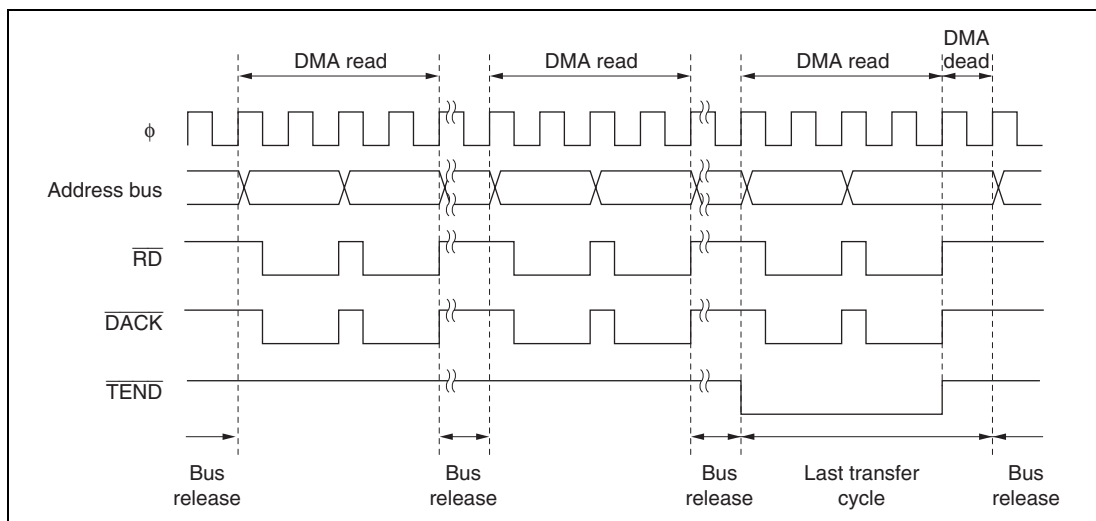 DMA
DMA read DMA read DMA read dead
ϕ
Address bus
RD
DACK
TEND
Bus Bus Bus Last transfer Bus
release release release cycle release